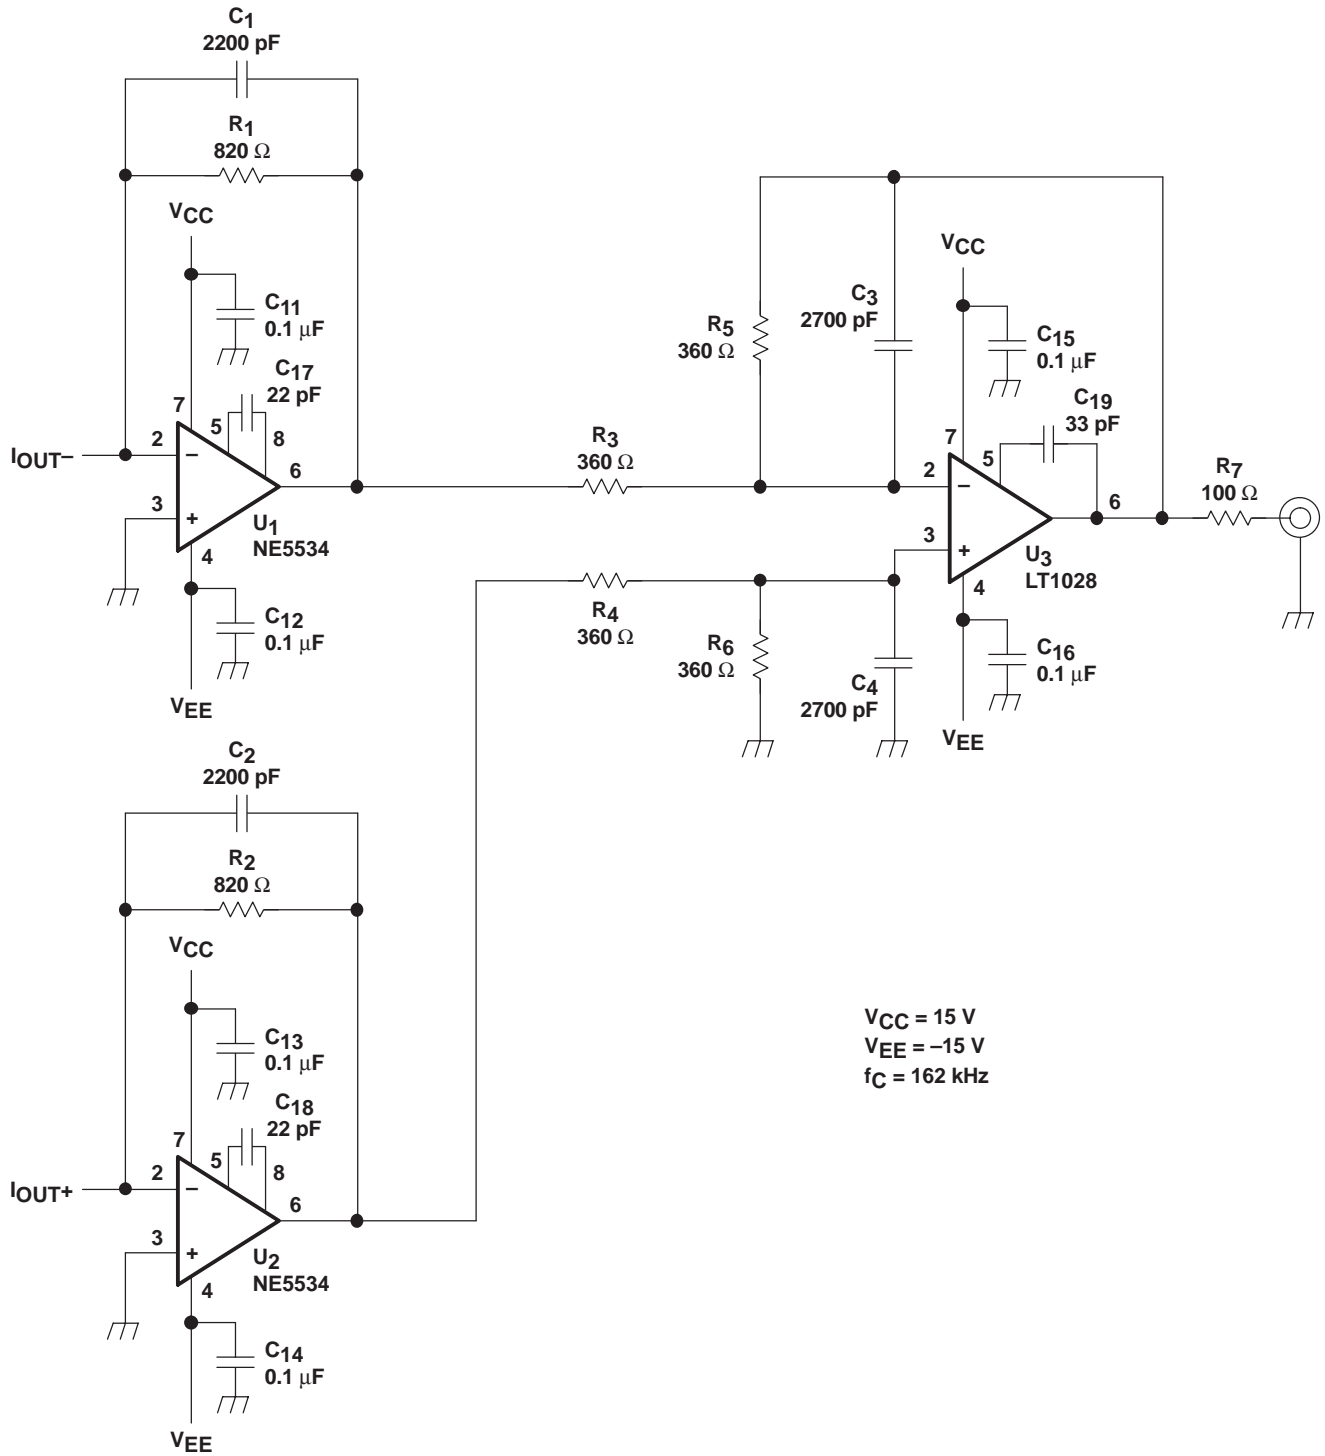 C1
2200 pF
R1
820 Ω
VCC
C11
0.1 μF
C17
22 pF
7
5
8
2
–
IOUT–
6
3
+
U1
NE5534
4
C12
0.1 μF
VEE
R3
360 Ω
R5
360 Ω
C3
2700 pF
VCC
C15
0.1 μF
C19
33 pF
7
5
2
–
6
R7
100 Ω
3
+
U3
LT1028
4
R4
360 Ω
R6
360 Ω
C4
2700 pF
C16
0.1 μF
VEE
C2
2200 pF
R2
820 Ω
VCC
C13
0.1 μF
C18
22 pF
7
5
8
2
–
IOUT+
6
3
+
U2
NE5534
4
C14
0.1 μF
VEE
VCC = 15 V
VEE = –15 V
fC = 162 kHz